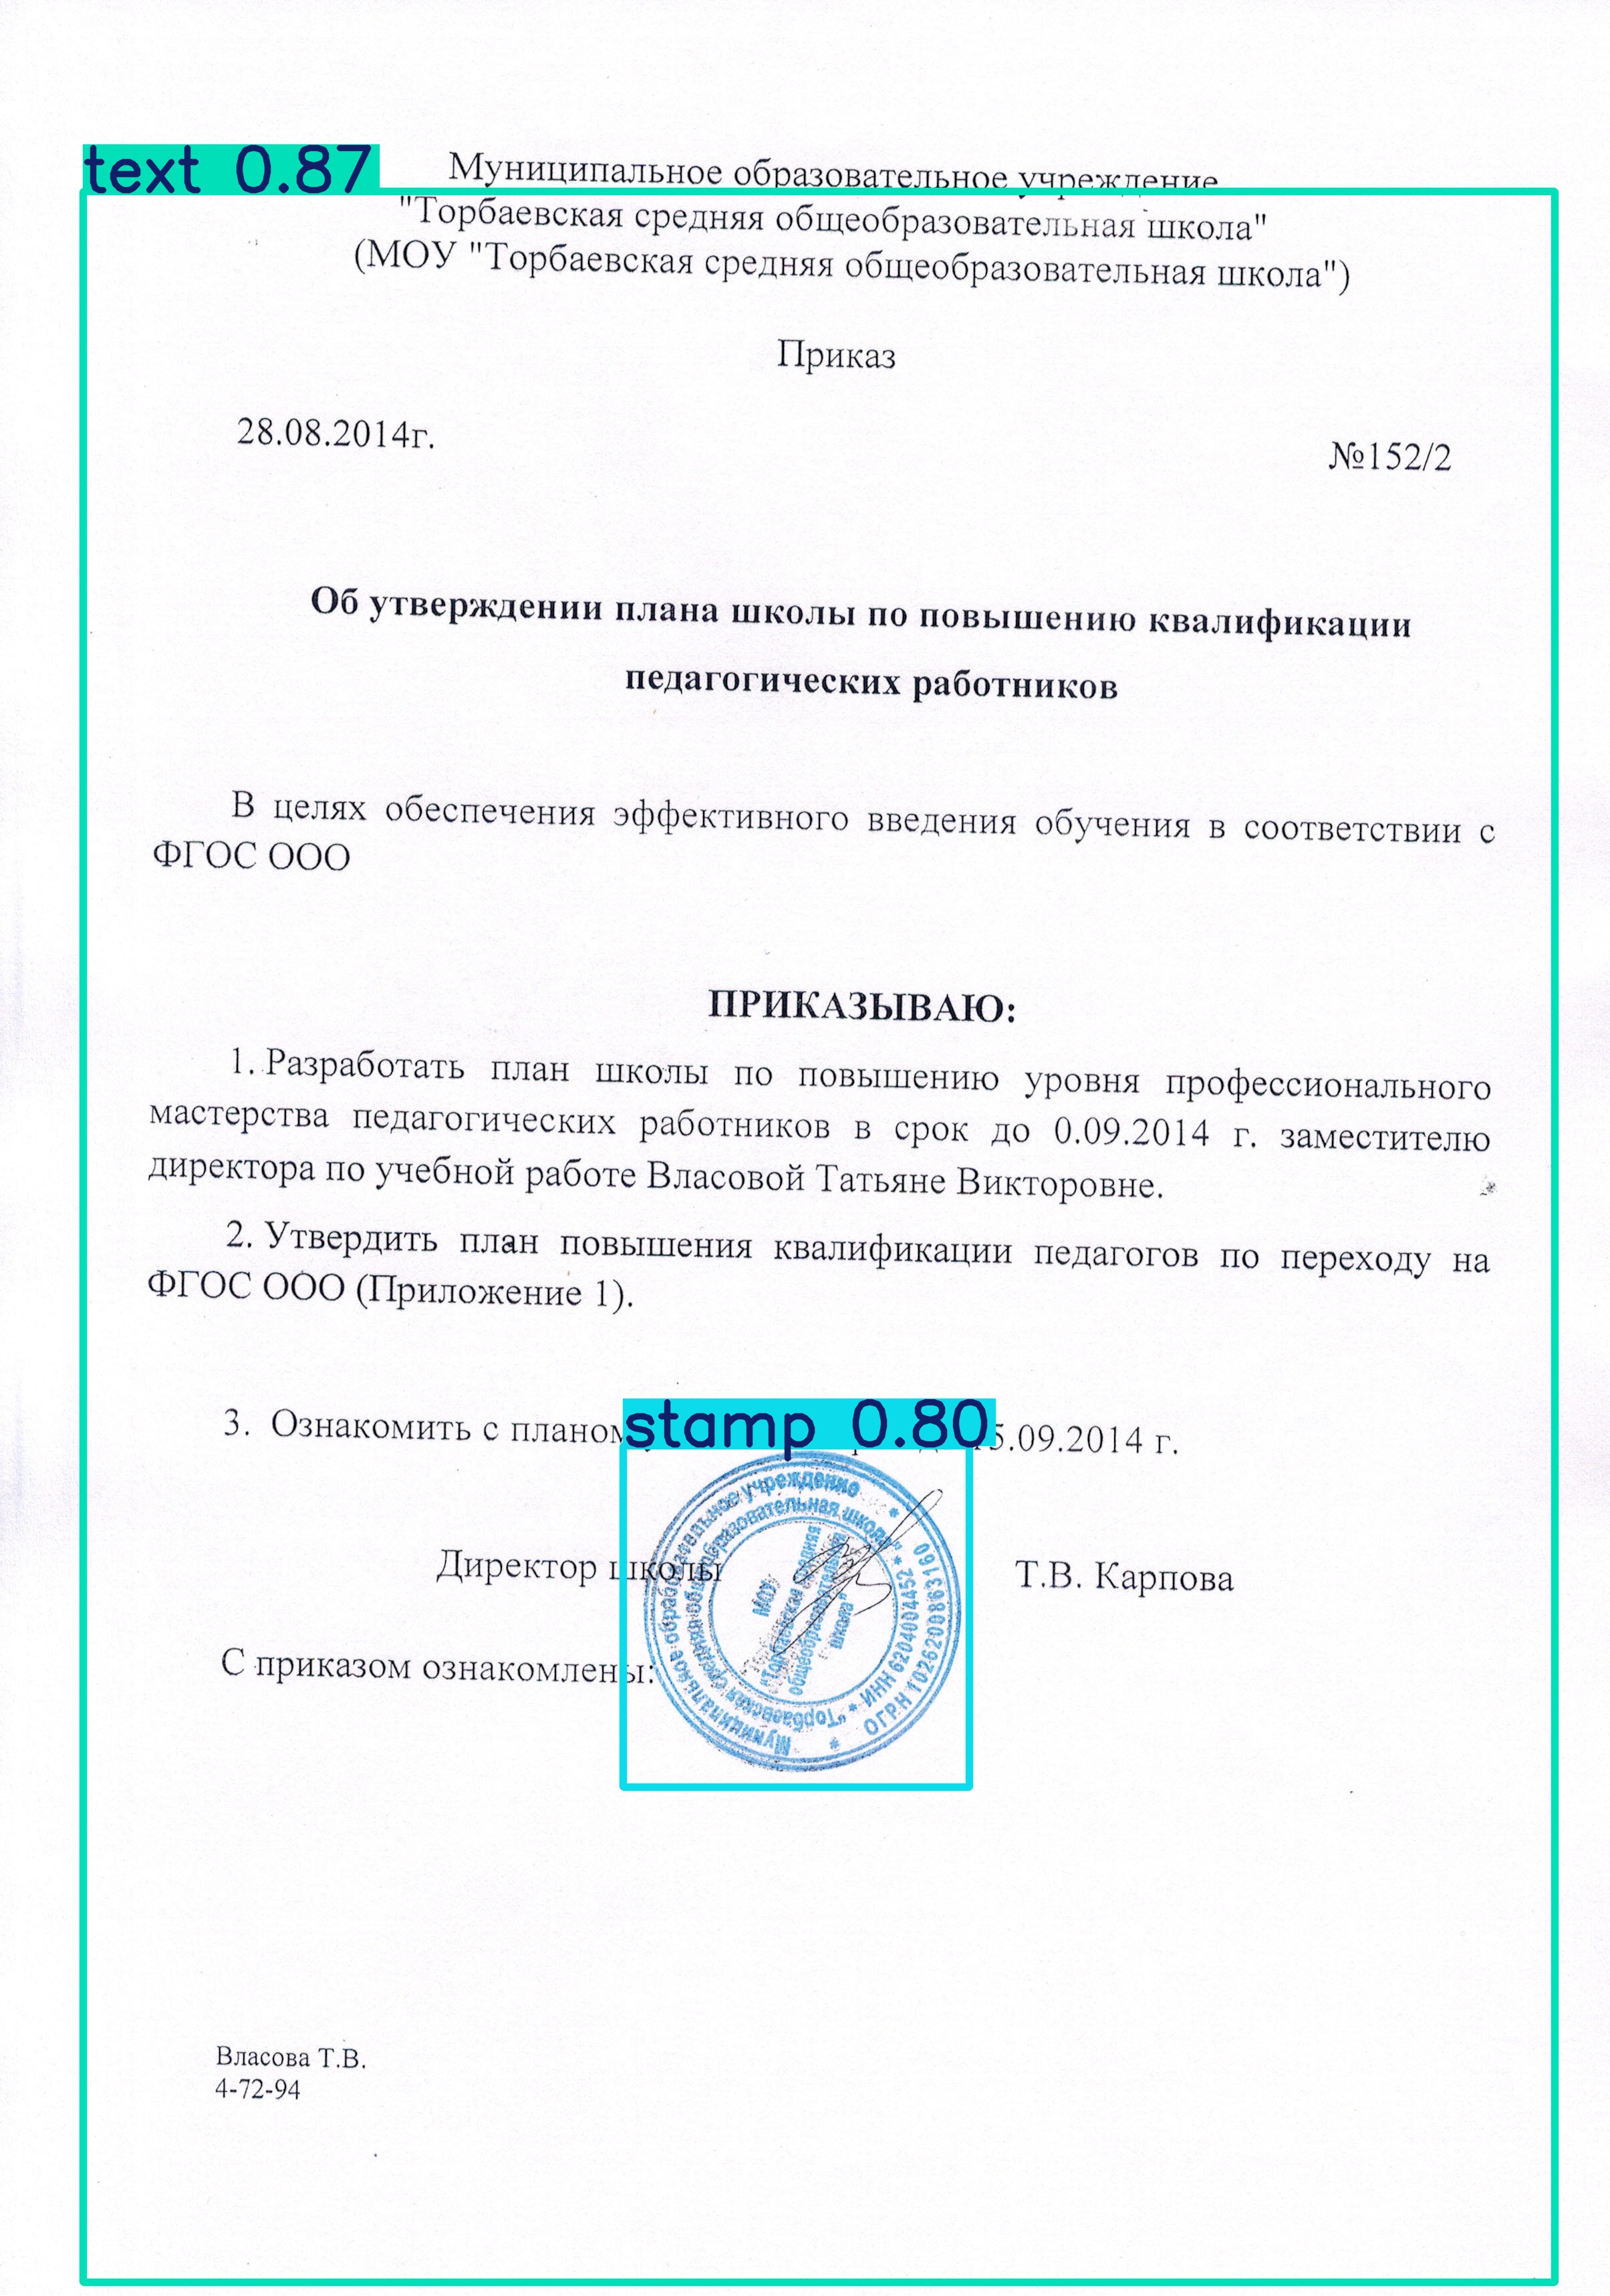 text 0.87
Муниципальное образовательное учреждение
"Торбаевская средняя общеобразовательная школа"
(МОУ "Торбаевская средняя общеобразовательная школа")
Приказ
28.08.2014г.
№152/2
Об утверждении плана школы по повышению квалификации
педагогических работников
В целях обеспечения эффективного введения обучения в соответствии с
ФГОС ООО
ПРИКАЗЫВАЮ:
1. Разработать план школы по повышению уровня профессионального
мастерства педагогических работников в срок до 0.09.2014 г. заместителю
директора по учебной работе Власовой Татьяне Викторовне.
2. Утвердить план повышения квалификации педагогов по переходу на
ФГОС ООО (Приложение 1).
stamp 0.80
3. Ознакомить с планом 5.09.2014 г.
Муниципальное образовательное учреждение
"Торбаевская средняя общеобразовательная школа"
* ИНН 6204004452 *
* ОГРН 1026200863160 *
МОУ
"Торбаевская средняя
общеобразовательная
школа"
Директор школы Т.В. Карпова
С приказом ознакомлены:
Власова Т.В.
4-72-94